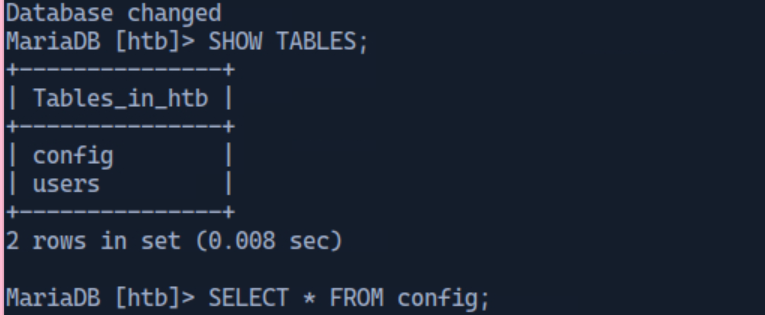 Database changed
MariaDB [htb]> SHOW TABLES;
+---------------+
| Tables_in_htb |
+---------------+
| config        |
| users         |
+---------------+
2 rows in set (0.008 sec)
MariaDB [htb]> SELECT * FROM config;